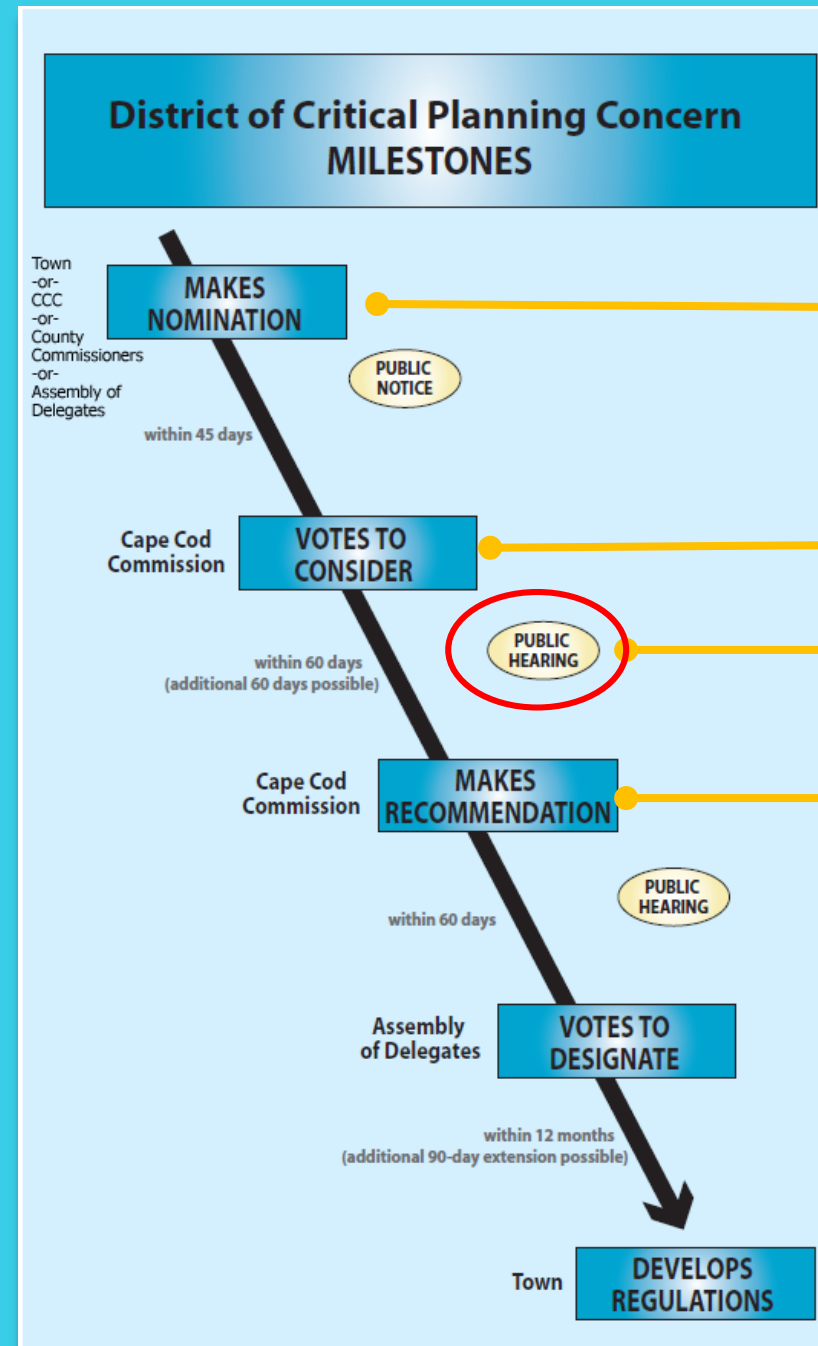 District of Critical Planning Concern
MILESTONES
Town
-or-
CCC
-or-
County
Commissioners
-or-
Assembly of
Delegates
MAKES
NOMINATION
PUBLIC
NOTICE
within 45 days
Cape Cod
Commission
VOTES TO
CONSIDER
PUBLIC
HEARING
within 60 days
(additional 60 days possible)
Cape Cod
Commission
MAKES
RECOMMENDATION
PUBLIC
HEARING
within 60 days
Assembly
of Delegates
VOTES TO
DESIGNATE
within 12 months
(additional 90-day extension possible)
Town
DEVELOPS
REGULATIONS